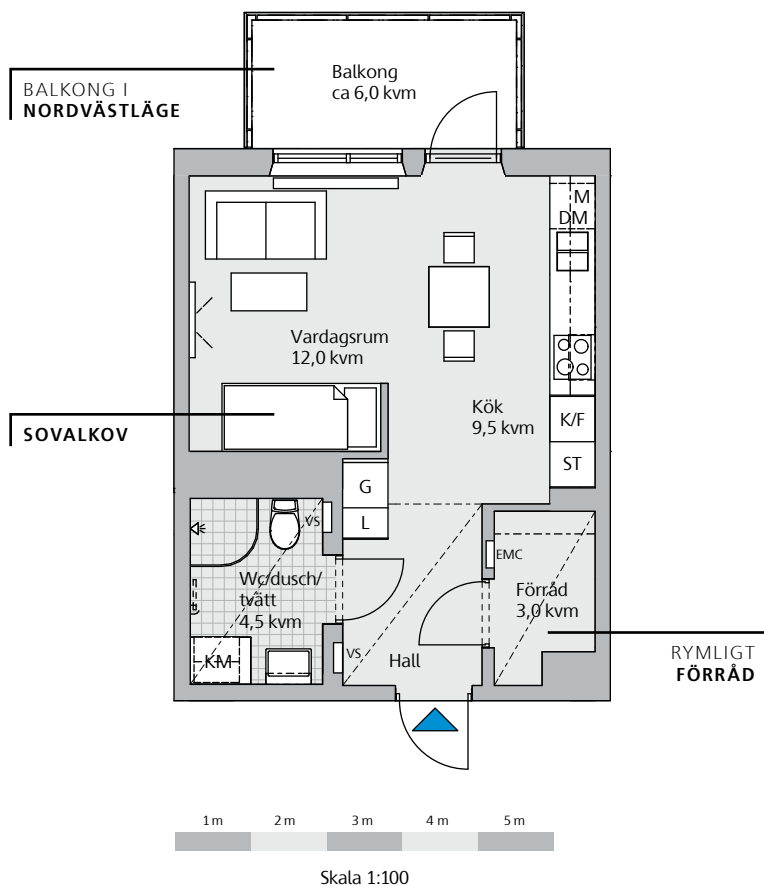 Balkong
ca 6,0 kvm
BALKONG I
NORDVÄSTLÄGE
M
DM
Vardagsrum
12,0 kvm
Kök
9,5 kvm
K/F
SOVALKOV
ST
G
L
VS
EMC
Wc/dusch/
tvätt
4,5 kvm
Förråd
3,0 kvm
VS
Hall
KM
RYMLIGT
FÖRRÅD
1 m 2 m 3 m 4 m 5 m
Skala 1:100